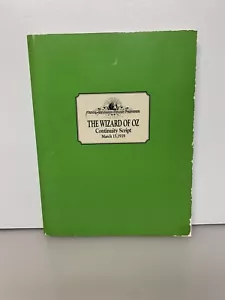 THE WIZARD OF OZ
Continuity Script
March 15, 1939